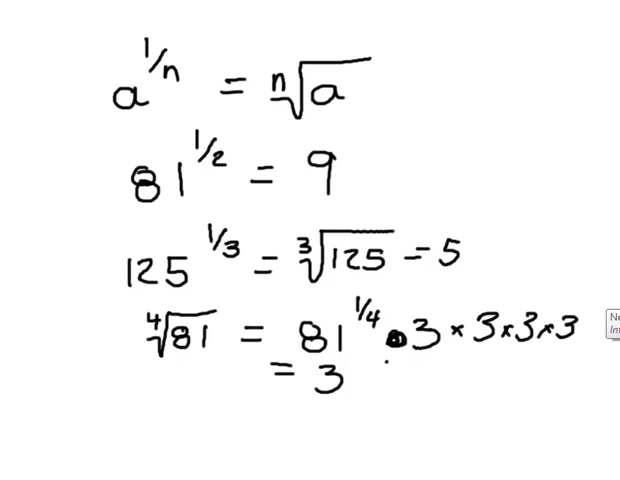 a^{1/n} = ⁿ√a
81^{1/2} = 9
125^{1/3} = ³√125 = 5
⁴√81 = 81^{1/4} 3 × 3 × 3 × 3
= 3